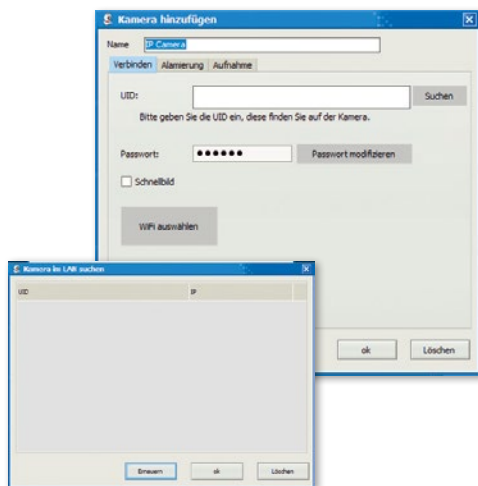 Kamera hinzufügen
Name IP Camera
Verbinden Alamierung Aufnahme
UID: Suchen
Bitte geben Sie die UID ein, diese finden Sie auf der Kamera.
Passwort: ●●●●●● Passwort modifizieren
Schnellbild
WiFi auswählen
ok Löschen
Kamera im LAN suchen
UID IP
Erneuern ok Löschen